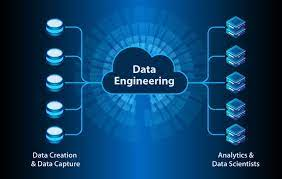 Data
Engineering
Data Creation
& Data Capture
Analytics &
Data Scientists